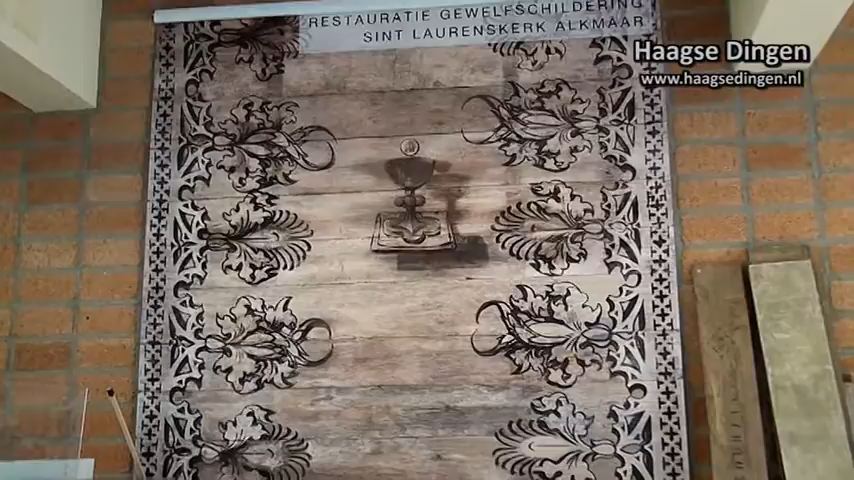 RESTAURATIE GEWELFSCHILDERING
SINT LAURENSKERK ALKMAAR
Haagse Dingen
www.haagsedingen.nl